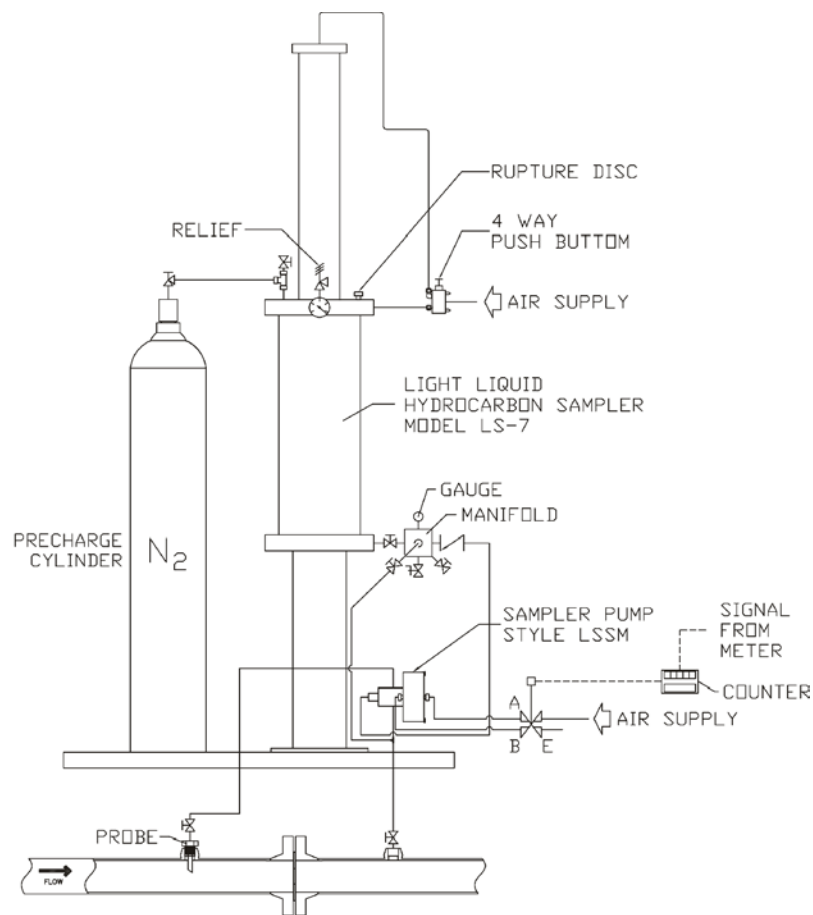 RUPTURE DISC
4 WAY
PUSH BUTTOM
RELIEF
AIR SUPPLY
LIGHT LIQUID
HYDROCARBON SAMPLER
MODEL LS-7
GAUGE
MANIFOLD
PRECHARGE
CYLINDER
N2
SAMPLER PUMP
STYLE LSSM
SIGNAL
FROM
METER
COUNTER
A
AIR SUPPLY
B E
PROBE
FLOW